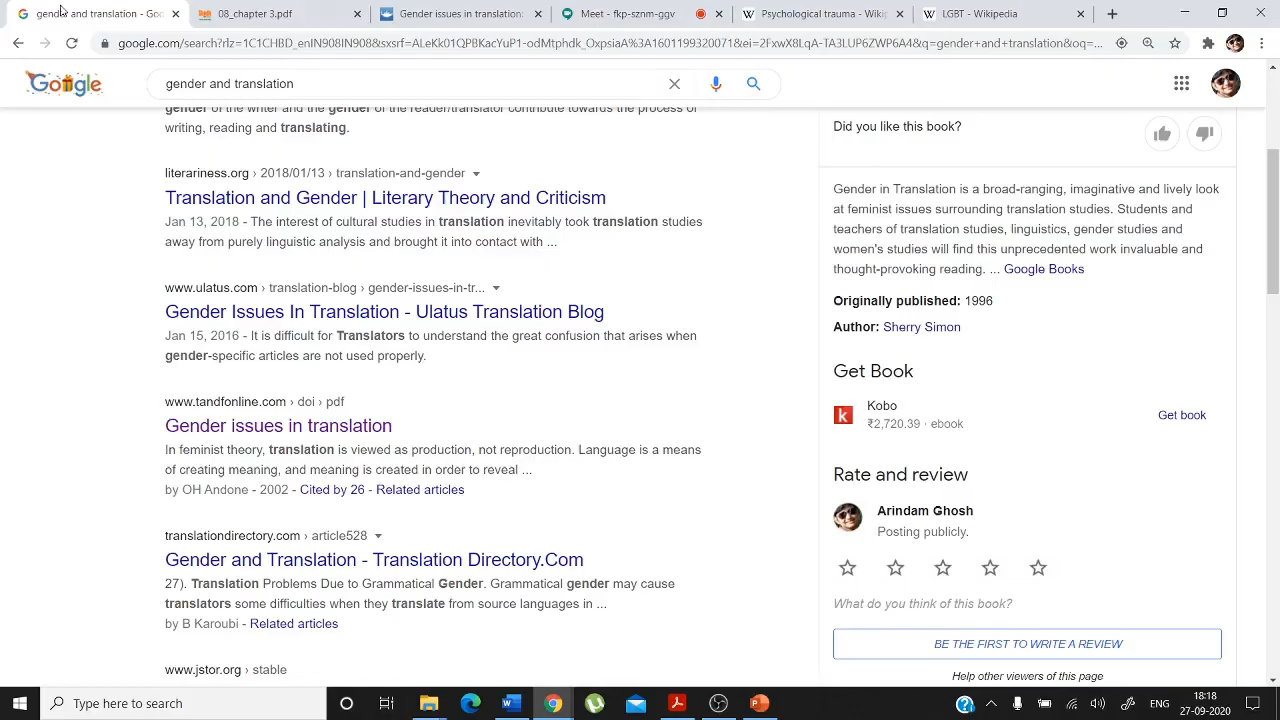 gender and translation - Goo
08_chapter 3.pdf
Gender issues in translation:
Meet - fkp-sznn-ggv
Psychological trauma - Wikip
LGBT - Wikipedia
google.com/search?rlz=1C1CHBD_enIN908IN908&sxsrf=ALeKk01QPBKacYuP1-odMtphdk_OxpsiaA%3A1601199320071&ei=2FxwX8LqA-TA3LUP6ZWP6A4&q=gender+and+translation&oq=...
Google
gender and translation
gender of the writer and the gender of the reader/translator contribute towards the process of
writing, reading and translating.
literariness.org › 2018/01/13 › translation-and-gender
Translation and Gender | Literary Theory and Criticism
Jan 13, 2018 - The interest of cultural studies in translation inevitably took translation studies
away from purely linguistic analysis and brought it into contact with ...
www.ulatus.com › translation-blog › gender-issues-in-tr...
Gender Issues In Translation - Ulatus Translation Blog
Jan 15, 2016 - It is difficult for Translators to understand the great confusion that arises when
gender-specific articles are not used properly.
www.tandfonline.com › doi › pdf
Gender issues in translation
In feminist theory, translation is viewed as production, not reproduction. Language is a means
of creating meaning, and meaning is created in order to reveal ...
by OH Andone - 2002 - Cited by 26 - Related articles
translationdirectory.com › article528
Gender and Translation - Translation Directory.Com
27). Translation Problems Due to Grammatical Gender. Grammatical gender may cause
translators some difficulties when they translate from source languages in ...
by B Karoubi - Related articles
www.jstor.org › stable
Did you like this book?
Gender in Translation is a broad-ranging, imaginative and lively look
at feminist issues surrounding translation studies. Students and
teachers of translation studies, linguistics, gender studies and
women's studies will find this unprecedented work invaluable and
thought-provoking reading. ... Google Books
Originally published: 1996
Author: Sherry Simon
Get Book
Kobo
₹2,720.39 · ebook
Get book
Rate and review
Arindam Ghosh
Posting publicly.
What do you think of this book?
BE THE FIRST TO WRITE A REVIEW
Help other viewers of this page
Type here to search
ENG
18:18
27-09-2020